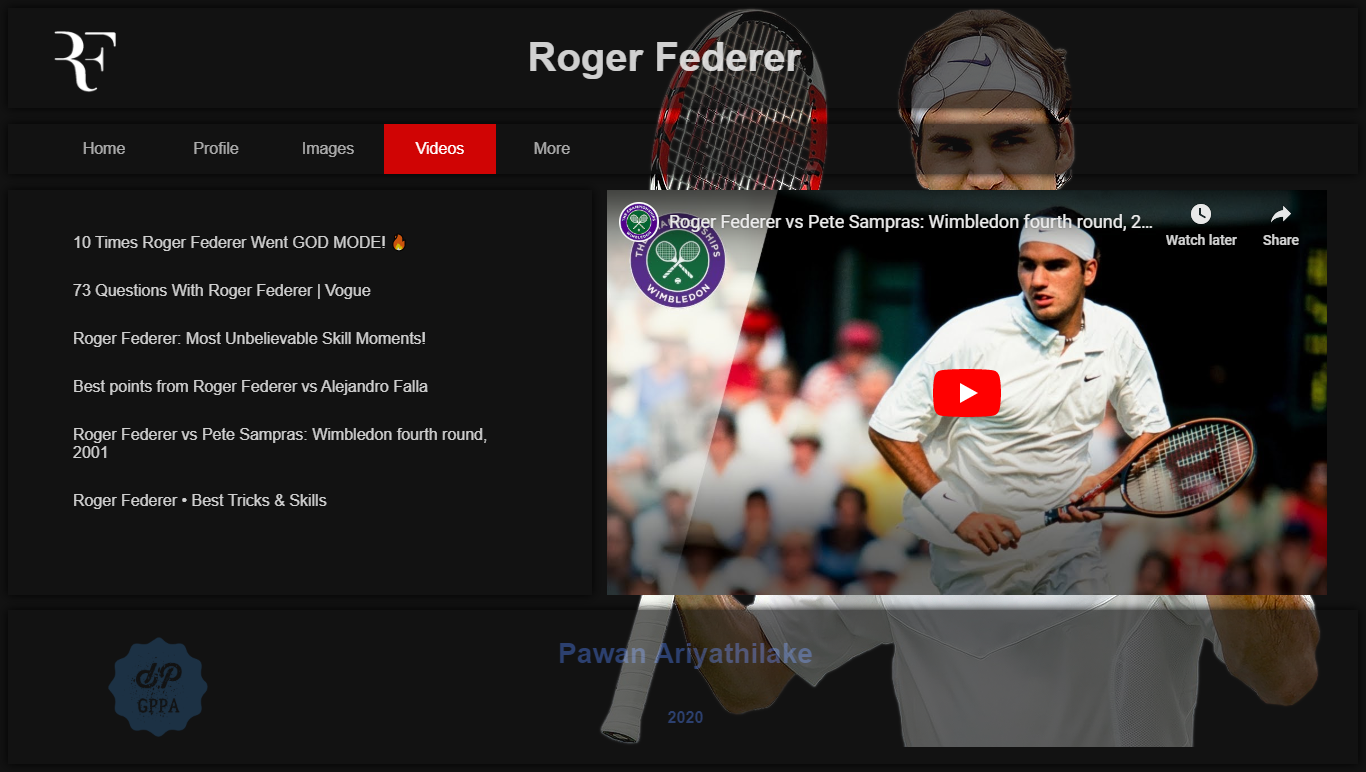 RF
Roger Federer
Home
Profile
Images
Videos
More
10 Times Roger Federer Went GOD MODE! 🔥
73 Questions With Roger Federer | Vogue
Roger Federer: Most Unbelievable Skill Moments!
Best points from Roger Federer vs Alejandro Falla
Roger Federer vs Pete Sampras: Wimbledon fourth round,
2001
Roger Federer • Best Tricks & Skills
Roger Federer vs Pete Sampras: Wimbledon fourth round, 2...
Watch later
Share
WIMBLEDON
Pawan Ariyathilake
GPPA
2020